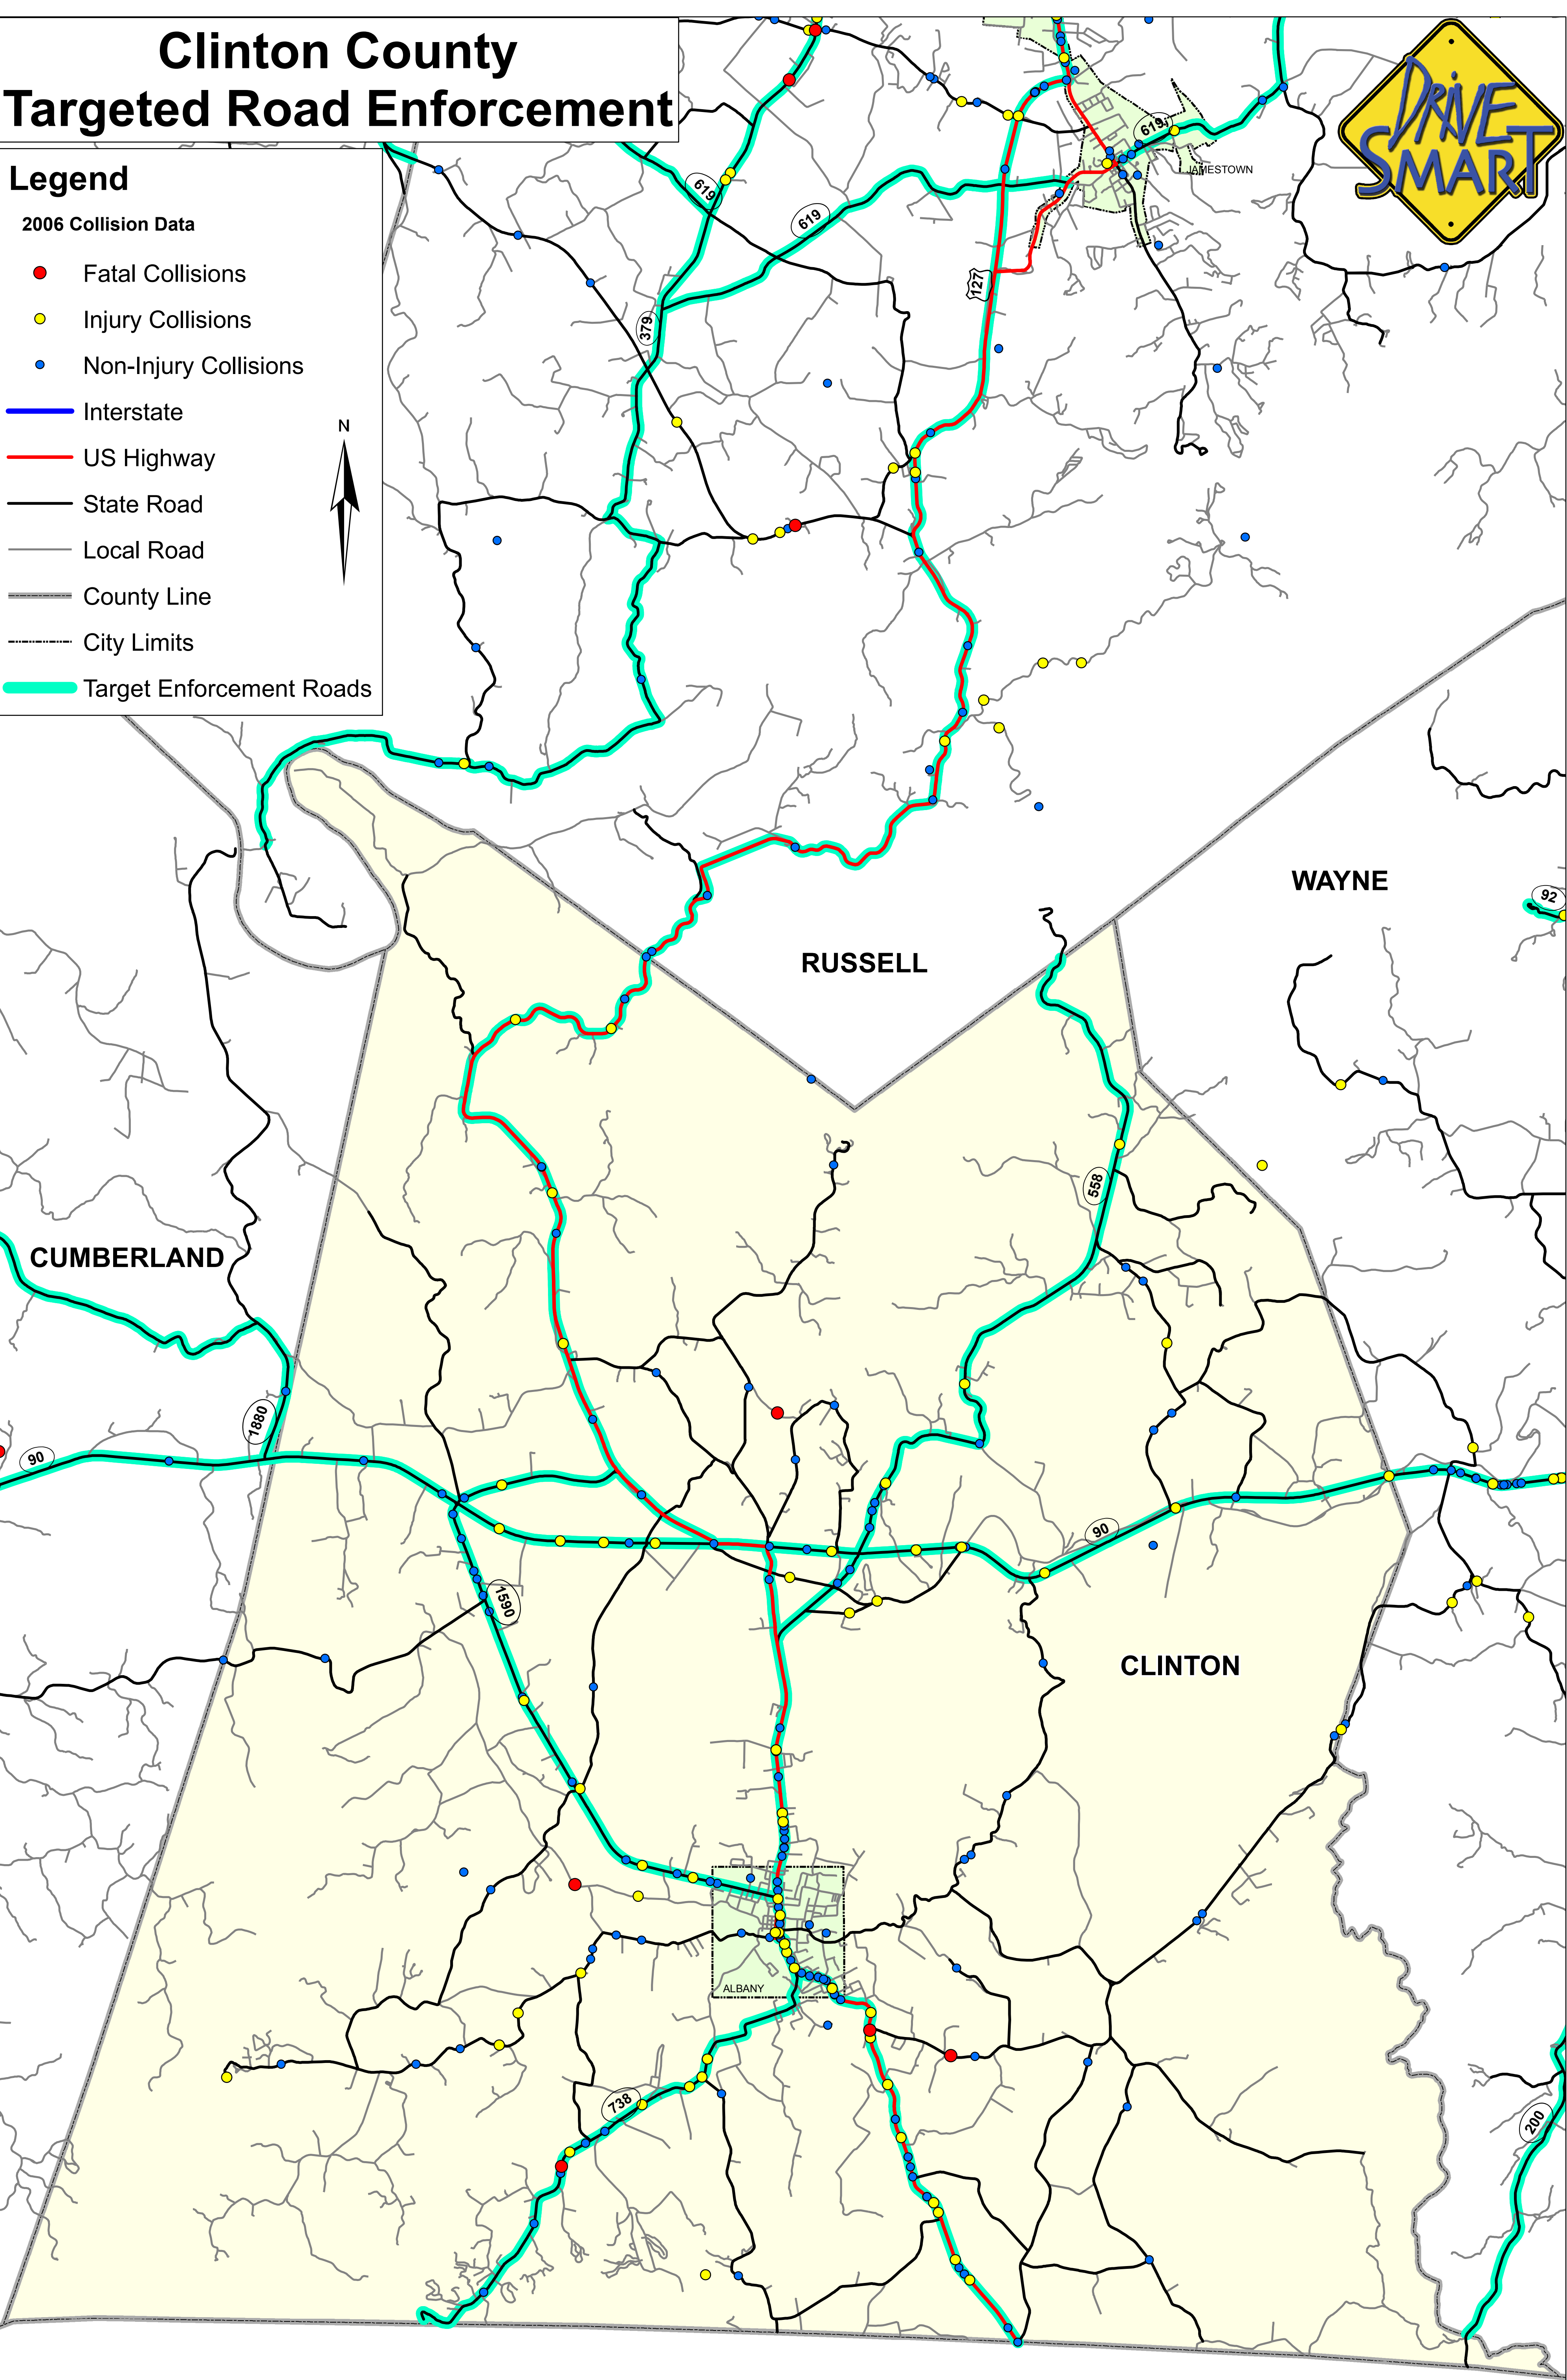 Clinton County
Targeted Road Enforcement
Legend
2006 Collision Data
Fatal Collisions
Injury Collisions
Non-Injury Collisions
Interstate
US Highway
State Road
Local Road
County Line
City Limits
Target Enforcement Roads
N
DRIVE
SMART
619
JAMESTOWN
619
619
127
379
WAYNE
92
RUSSELL
558
CUMBERLAND
1880
90
90
1590
CLINTON
ALBANY
738
200